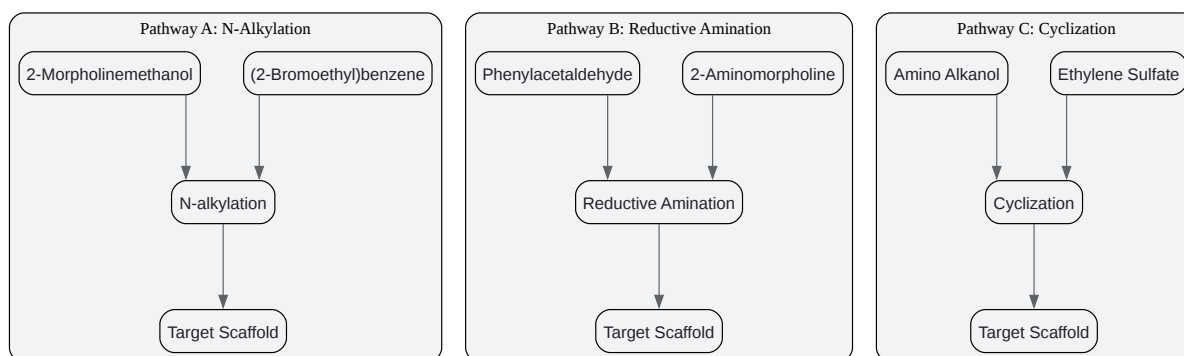 Pathway A: N-Alkylation
2-Morpholinemethanol
(2-Bromoethyl)benzene
N-alkylation
Target Scaffold
Pathway B: Reductive Amination
Phenylacetaldehyde
2-Aminomorpholine
Reductive Amination
Target Scaffold
Pathway C: Cyclization
Amino Alkanol
Ethylene Sulfate
Cyclization
Target Scaffold